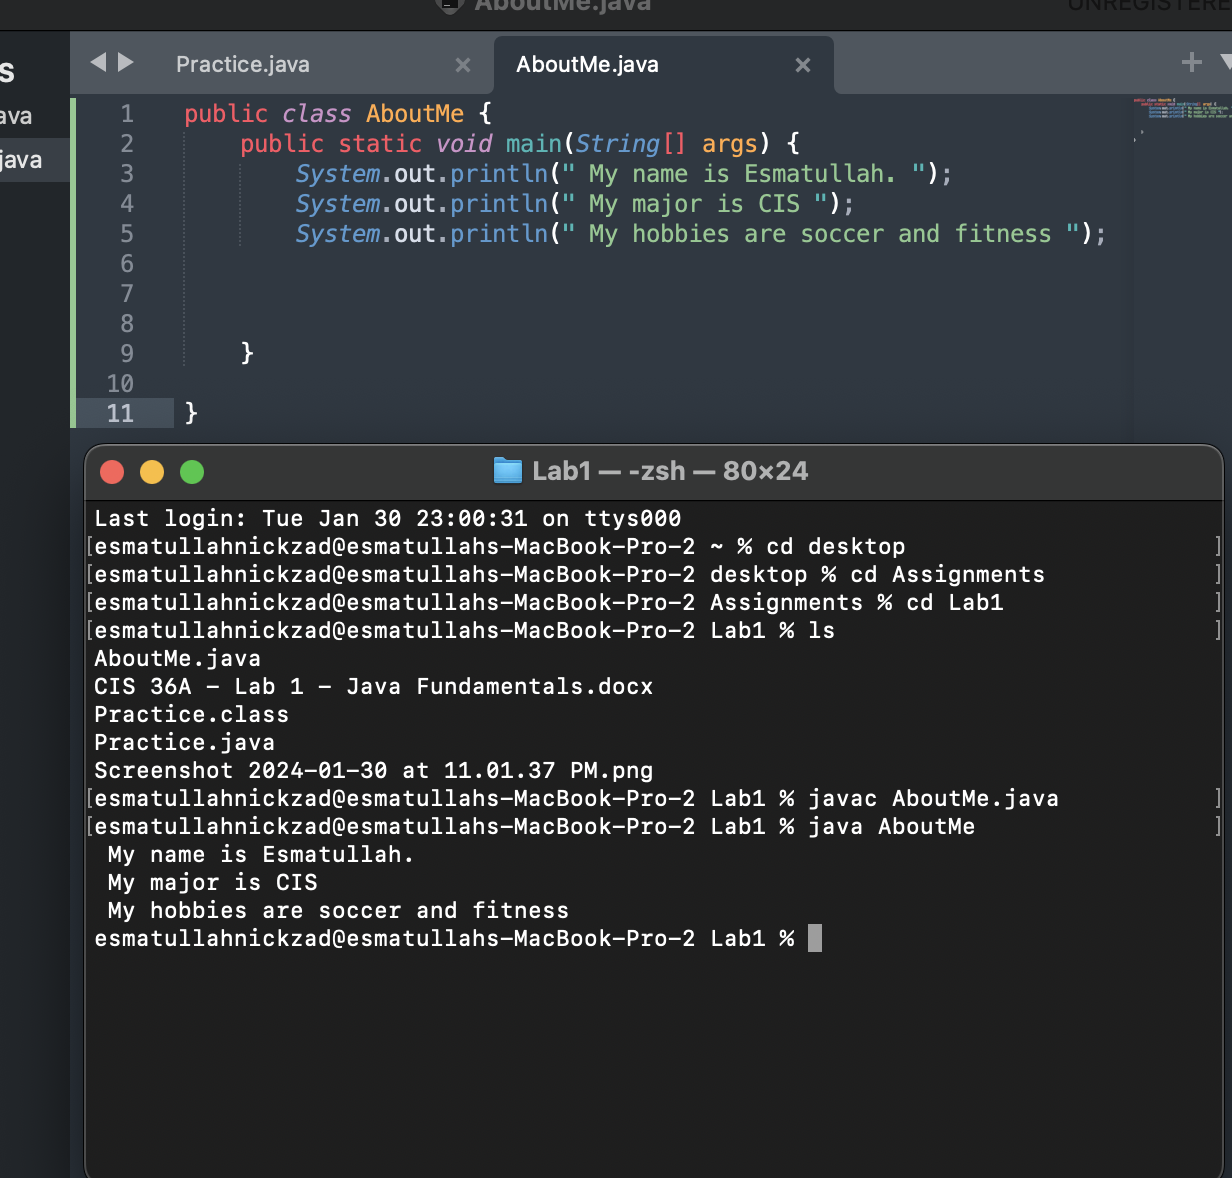 AboutMe.java
UNREGISTERE
s
Practice.java × AboutMe.java × +
ava
java
1 public class AboutMe {
2 public static void main(String[] args) {
3 System.out.println(" My name is Esmatullah. ");
4 System.out.println(" My major is CIS ");
5 System.out.println(" My hobbies are soccer and fitness ");
6
7
8
9 }
10
11 }
Lab1 — -zsh — 80×24
Last login: Tue Jan 30 23:00:31 on ttys000
[esmatullahnickzad@esmatullahs-MacBook-Pro-2 ~ % cd desktop ]
[esmatullahnickzad@esmatullahs-MacBook-Pro-2 desktop % cd Assignments ]
[esmatullahnickzad@esmatullahs-MacBook-Pro-2 Assignments % cd Lab1 ]
[esmatullahnickzad@esmatullahs-MacBook-Pro-2 Lab1 % ls ]
AboutMe.java
CIS 36A - Lab 1 - Java Fundamentals.docx
Practice.class
Practice.java
Screenshot 2024-01-30 at 11.01.37 PM.png
[esmatullahnickzad@esmatullahs-MacBook-Pro-2 Lab1 % javac AboutMe.java ]
[esmatullahnickzad@esmatullahs-MacBook-Pro-2 Lab1 % java AboutMe ]
My name is Esmatullah.
My major is CIS
My hobbies are soccer and fitness
esmatullahnickzad@esmatullahs-MacBook-Pro-2 Lab1 %